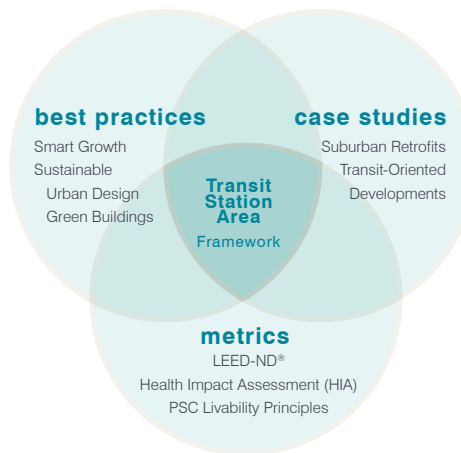 best practices
Smart Growth
Sustainable
Urban Design
Green Buildings
case studies
Suburban Retrofits
Transit-Oriented
Developments
Transit
Station
Area
Framework
metrics
LEED-ND®
Health Impact Assessment (HIA)
PSC Livability Principles